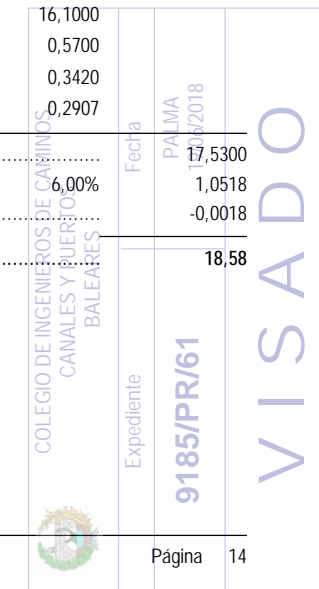 16,1000
0,5700
0,3420
0,2907
17,5300
6,00% 1,0518
-0,0018
18,58
COLEGIO DE INGENIEROS DE CAMINOS
CANALES Y PUERTOS
BALEARES
Expediente
Fecha
9185/PR/61
PALMA
/06/2018
VISADO
Página 14